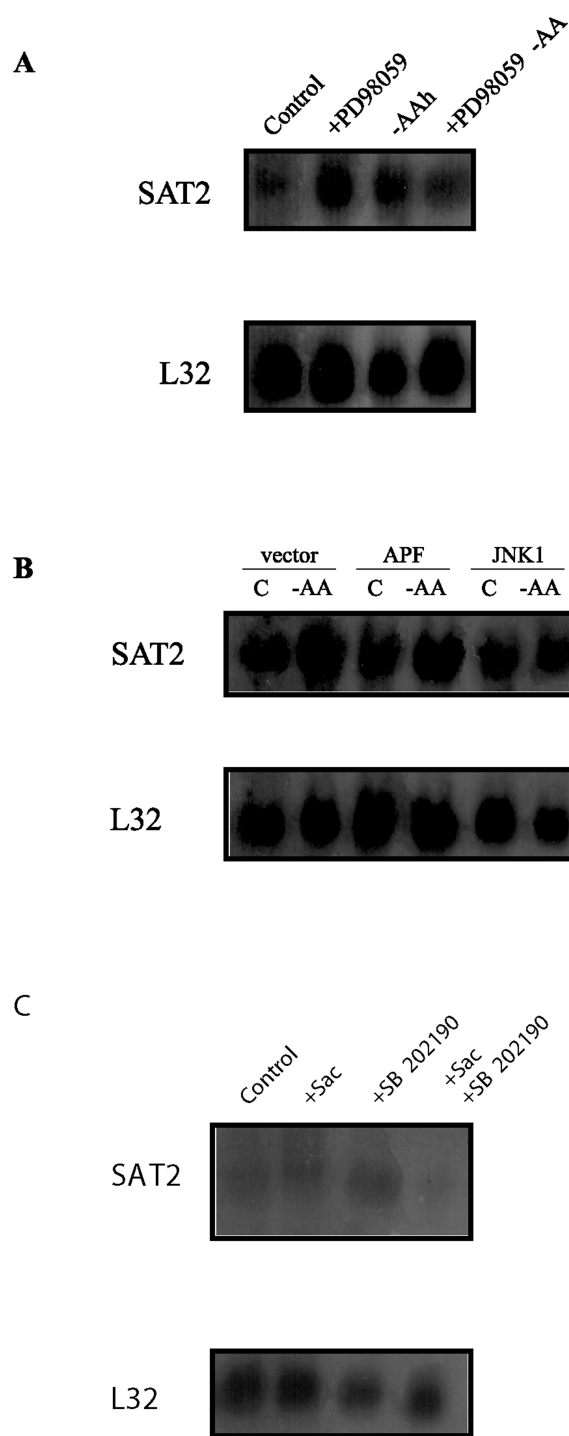 A
Control
+PD98059
-AAh
+PD98059 -AA
SAT2
L32
B
vector APF JNK1
C -AA C -AA C -AA
SAT2
L32
C
Control
+Sac
+SB 202190
+Sac
+SB 202190
SAT2
L32